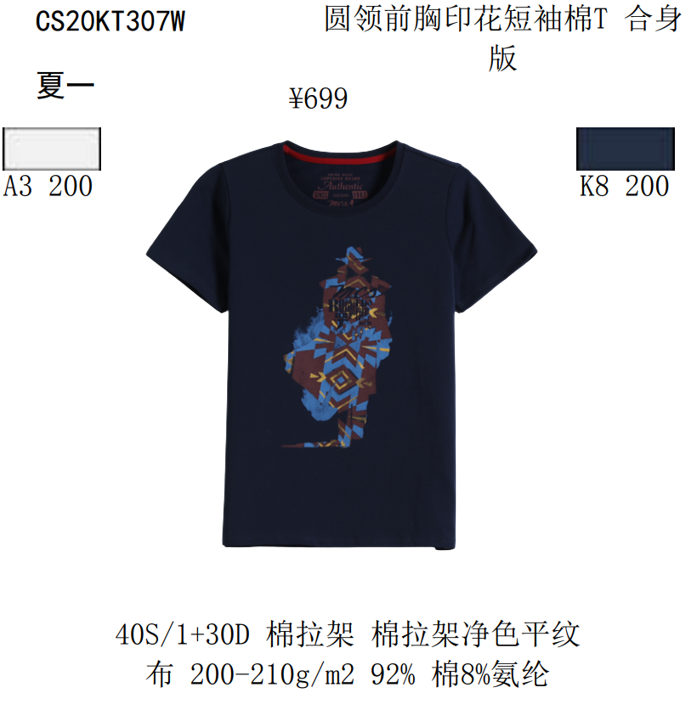 CS20KT307W
圆领前胸印花短袖棉T 合身
版
夏一
¥699
A3 200
K8 200
Authentic
40S/1+30D 棉拉架 棉拉架净色平纹
布 200-210g/m2 92% 棉8%氨纶